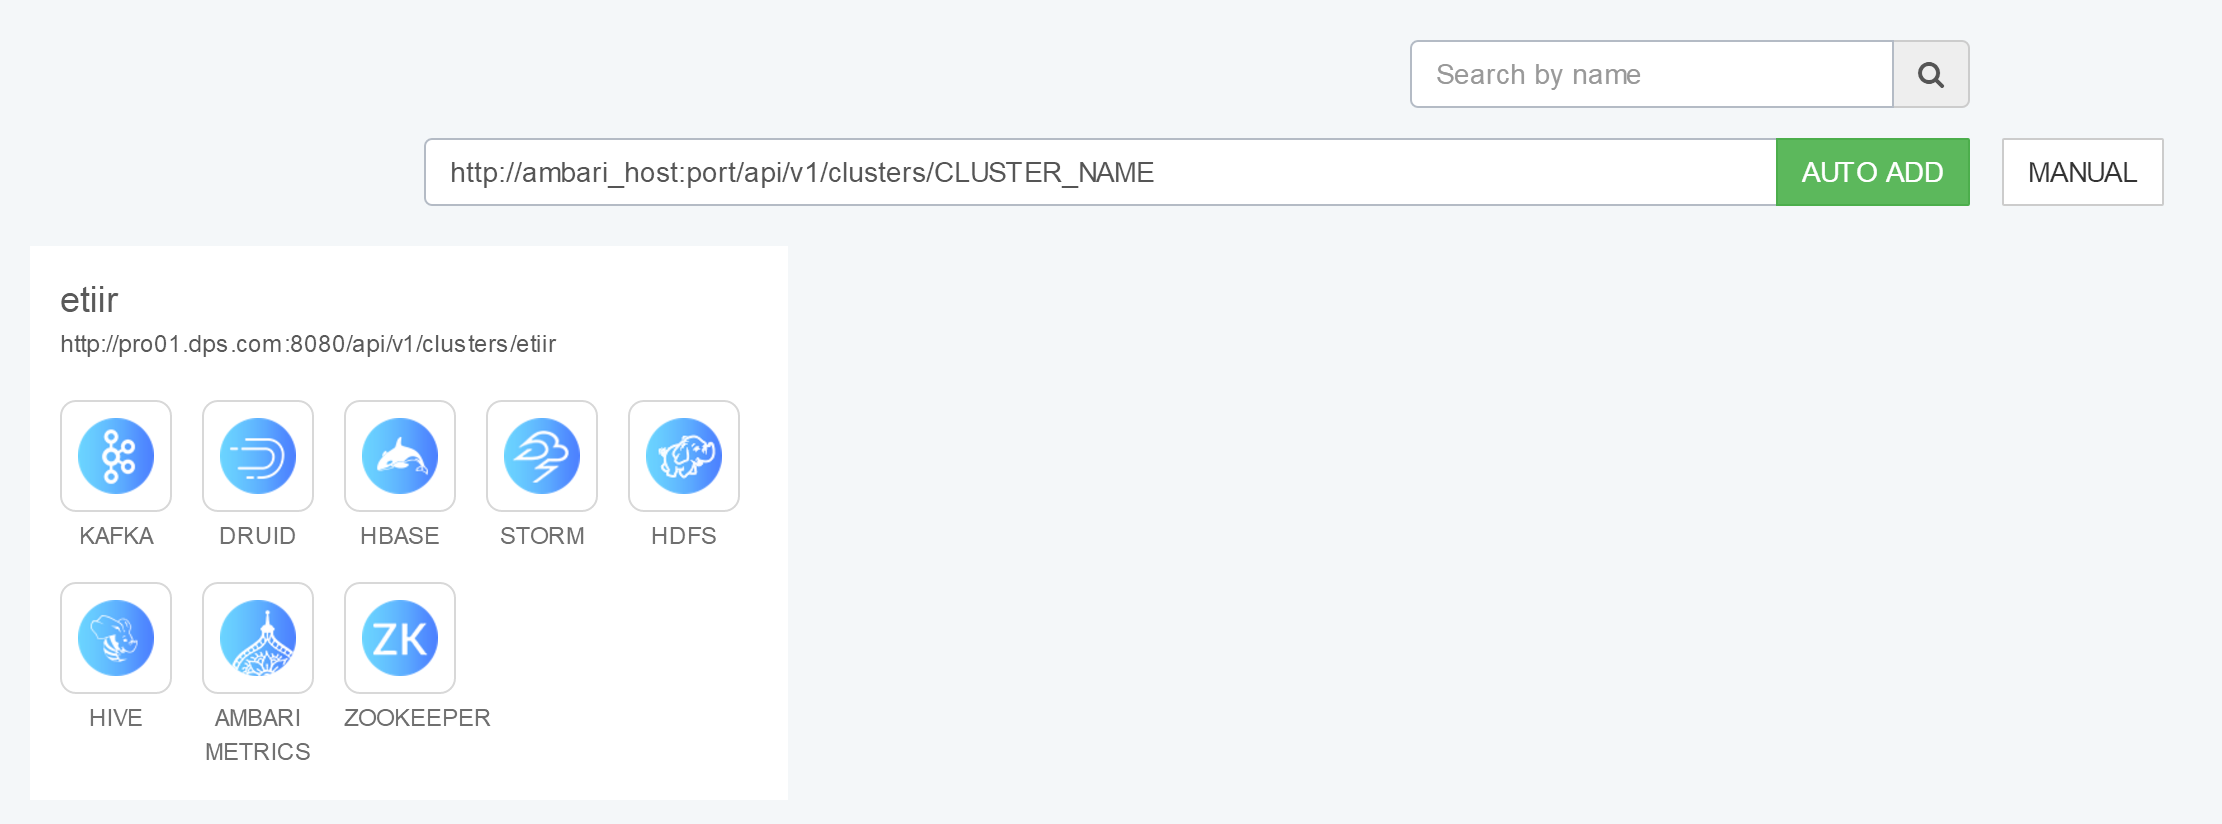 Search by name
http://ambari_host:port/api/v1/clusters/CLUSTER_NAME AUTO ADD MANUAL
etiir
http://pro01.dps.com:8080/api/v1/clusters/etiir
KAFKA DRUID HBASE STORM HDFS
ZK
HIVE AMBARI METRICS ZOOKEEPER